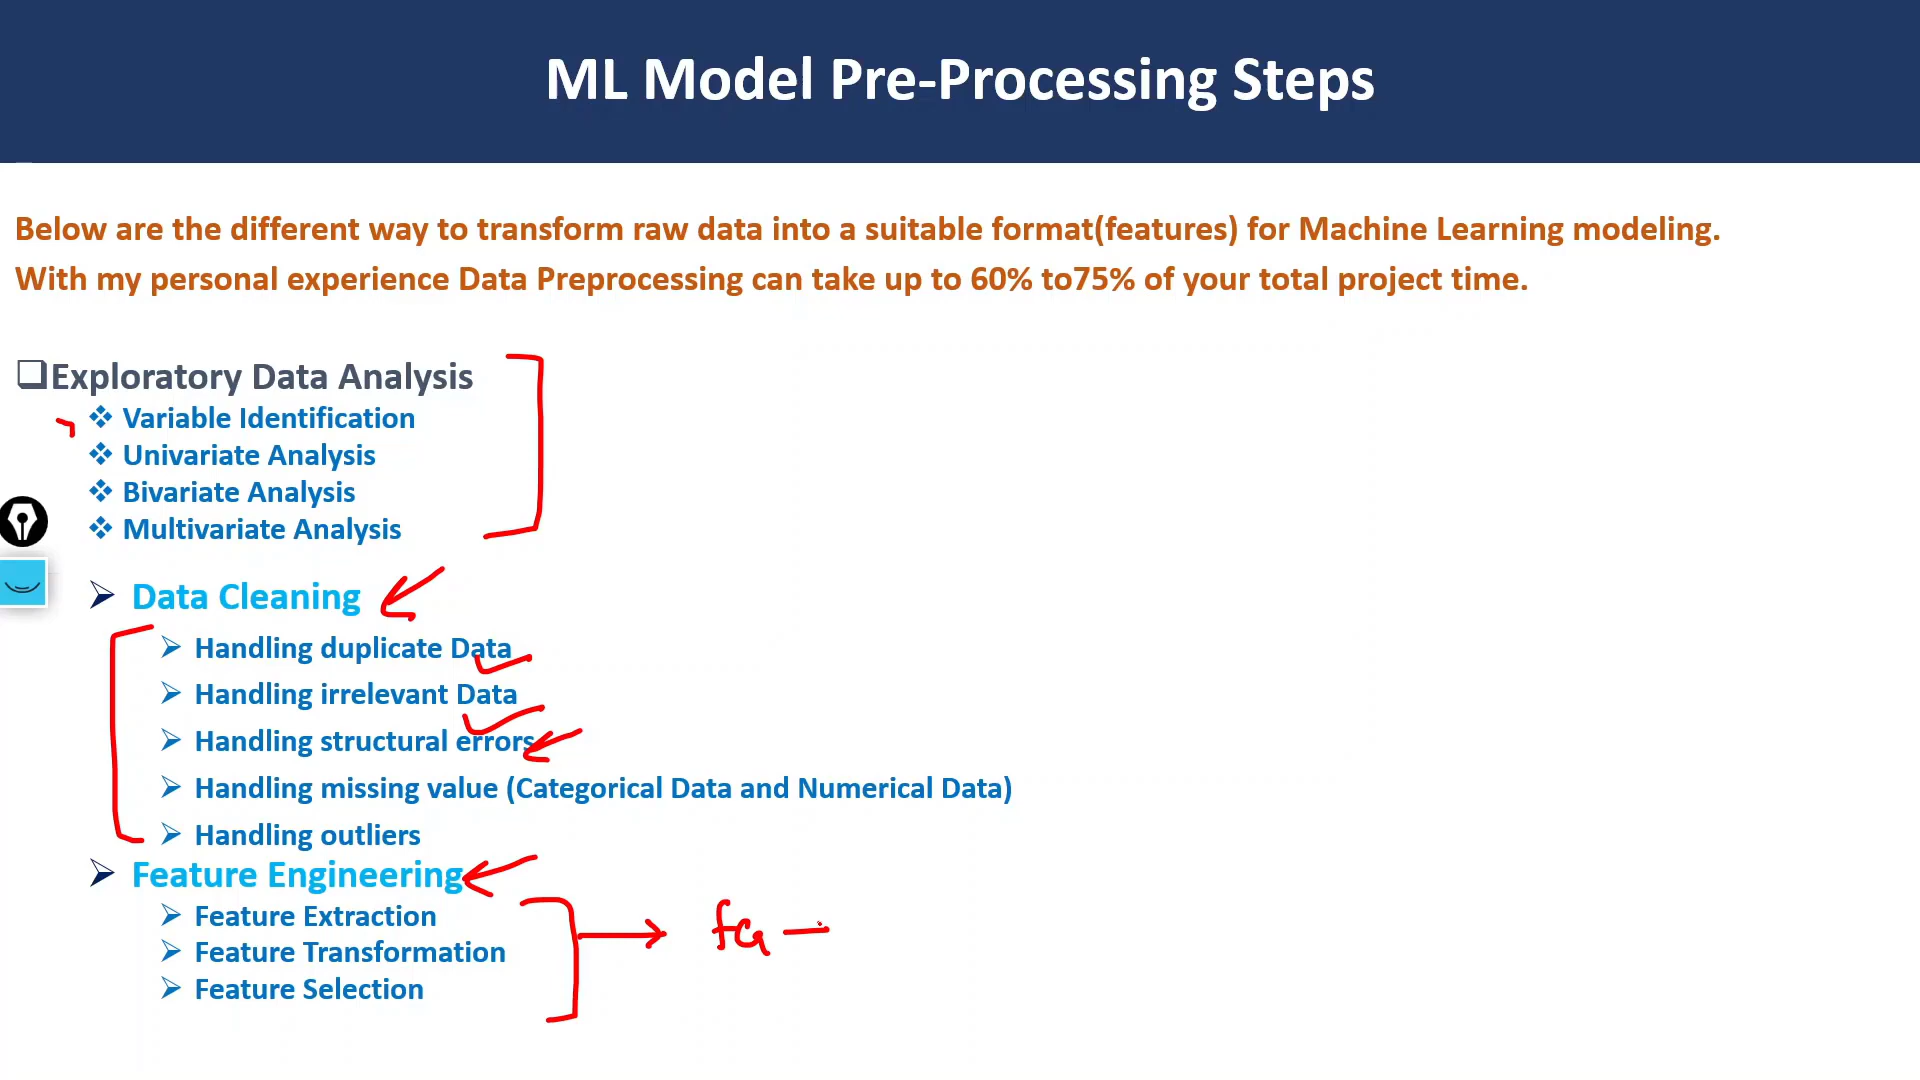 ML Model Pre-Processing Steps
Below are the different way to transform raw data into a suitable format(features) for Machine Learning modeling.
With my personal experience Data Preprocessing can take up to 60% to75% of your total project time.
Exploratory Data Analysis
Variable Identification
Univariate Analysis
Bivariate Analysis
Multivariate Analysis
Data Cleaning
Handling duplicate Data
Handling irrelevant Data
Handling structural errors
Handling missing value (Categorical Data and Numerical Data)
Handling outliers
Feature Engineering
Feature Extraction
Feature Transformation
Feature Selection